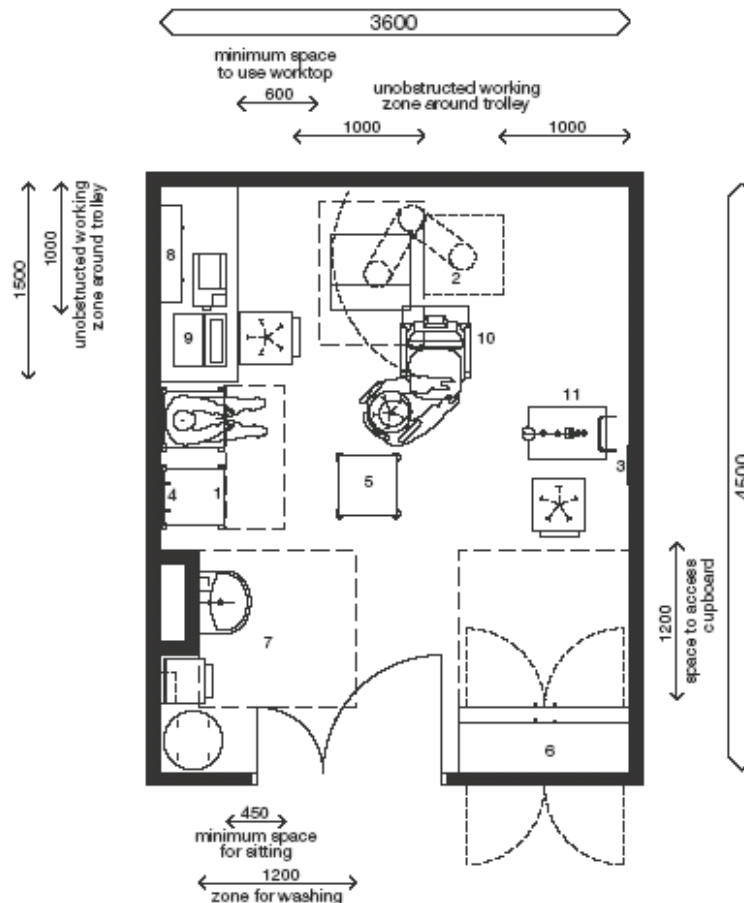 3600
minimum space
to use worktop
600
unobstructed working
zone around trolley
1000
1000
1500
1000
unobstructed working
zone around trolley
8
2
9
10
11
4
1
5
3
4500
7
1200
space to access
cupboard
6
450
minimum space
for sitting
1200
zone for washing